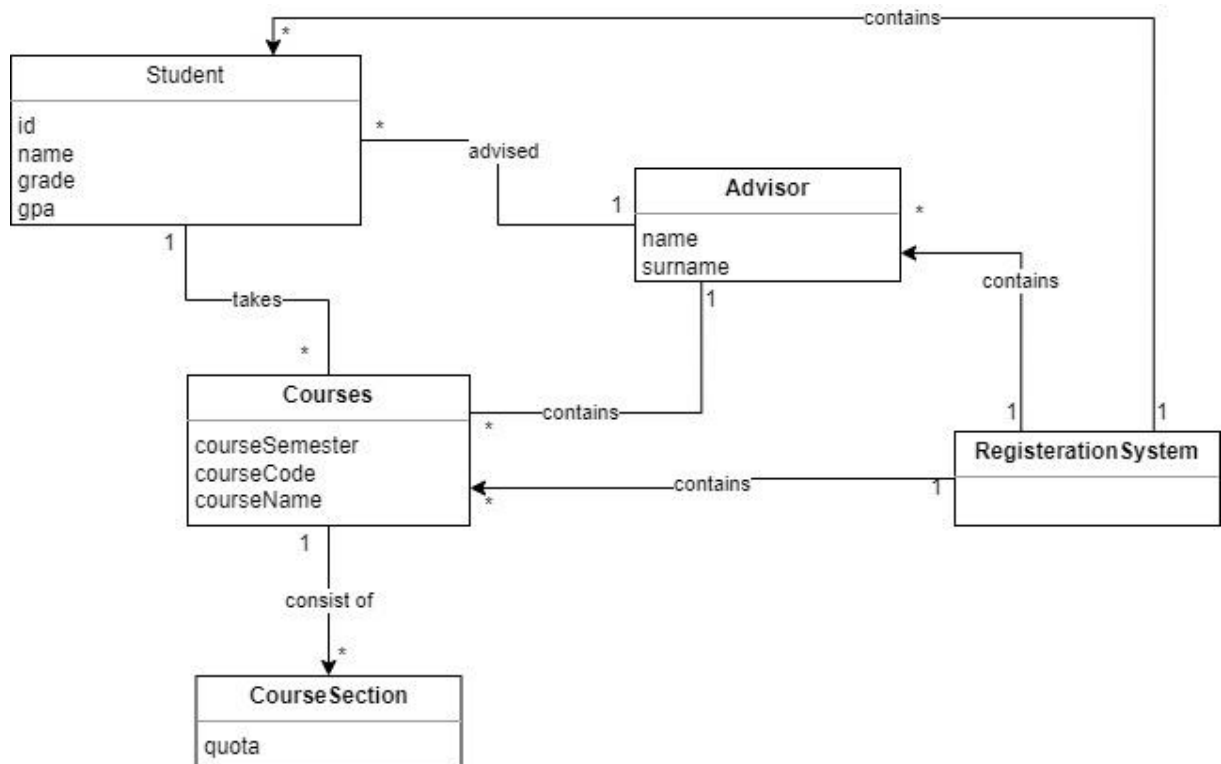 contains
*
Student
id
name
grade
gpa
*
advised
1
Advisor
name
surname
*
contains
1
1
takes
*
1
1
1
Courses
courseSemester
courseCode
courseName
contains
*
contains
*
1
RegisterationSystem
1
consist of
*
CourseSection
quota